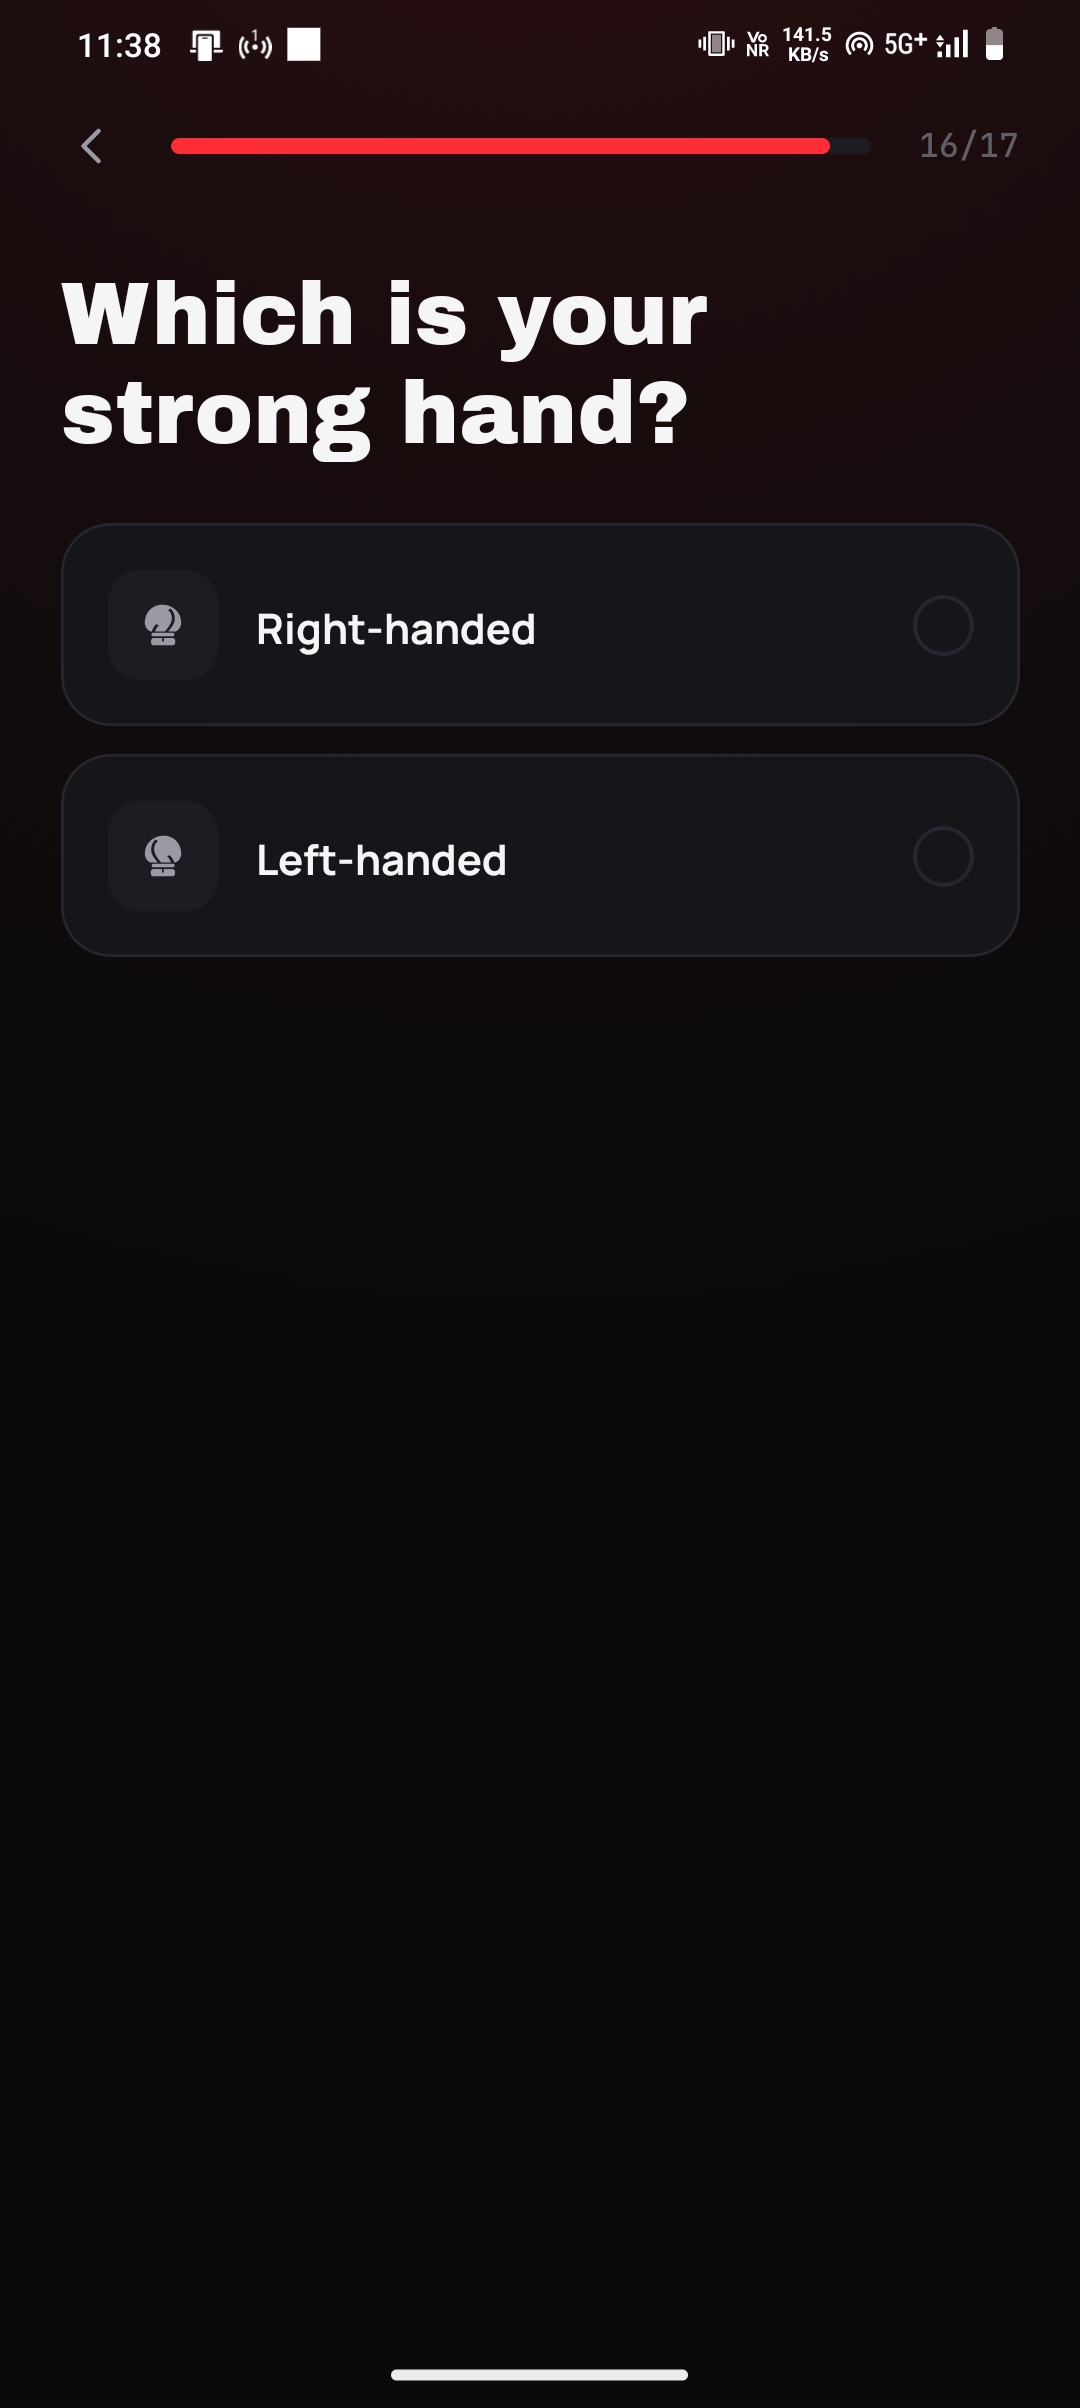 11:38
1
Vo
NR
141.5
KB/s
5G+
16/17
Which is your
strong hand?
Right-handed
Left-handed